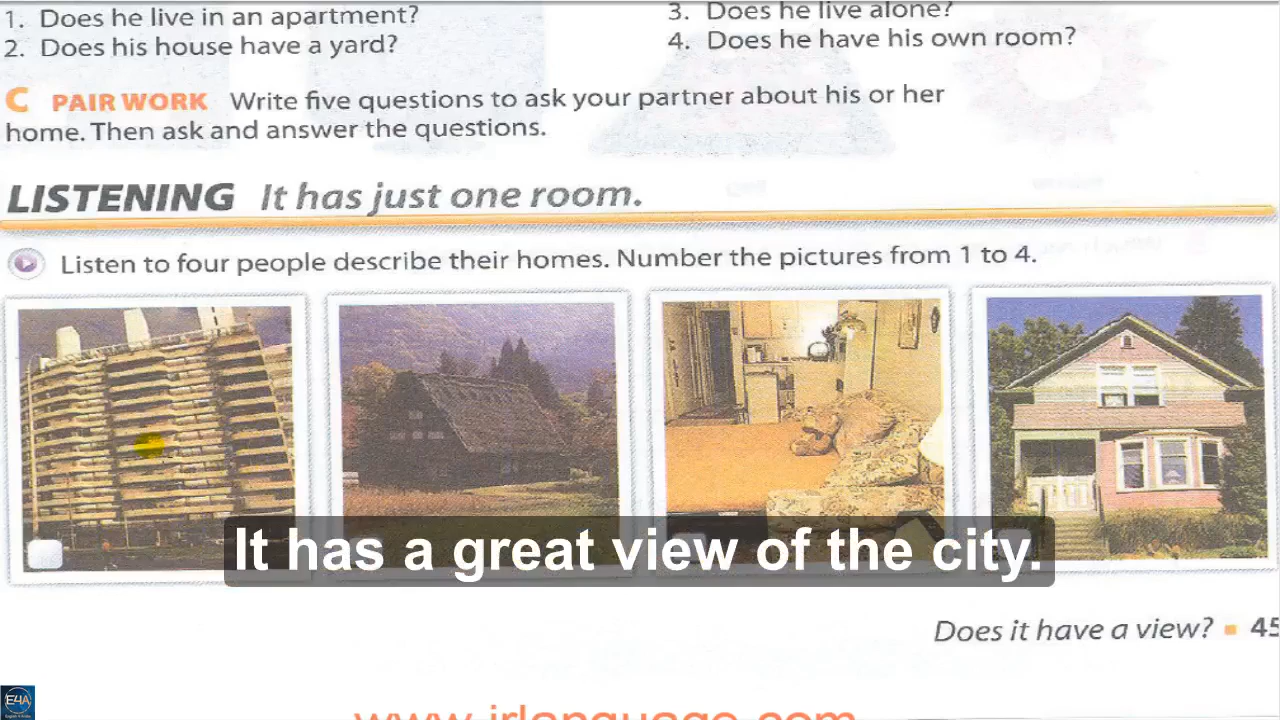 1. Does he live in an apartment?
2. Does his house have a yard?
3. Does he live alone?
4. Does he have his own room?
C PAIR WORK Write five questions to ask your partner about his or her
home. Then ask and answer the questions.
LISTENING It has just one room.
Listen to four people describe their homes. Number the pictures from 1 to 4.
It has a great view of the city.
Does it have a view? 45
www.irlanguage.com
E4A